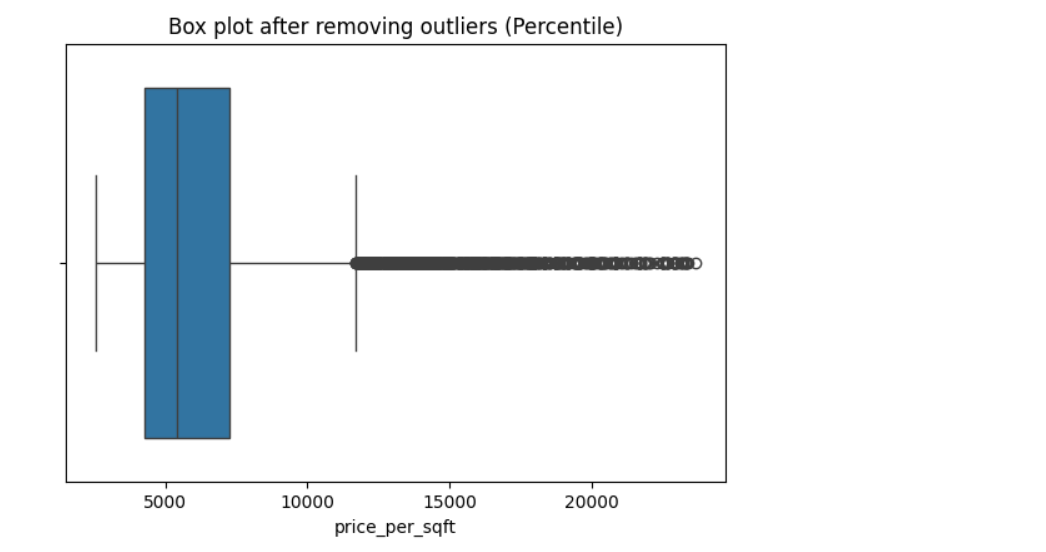 Box plot after removing outliers (Percentile)
5000 10000 15000 20000
price_per_sqft